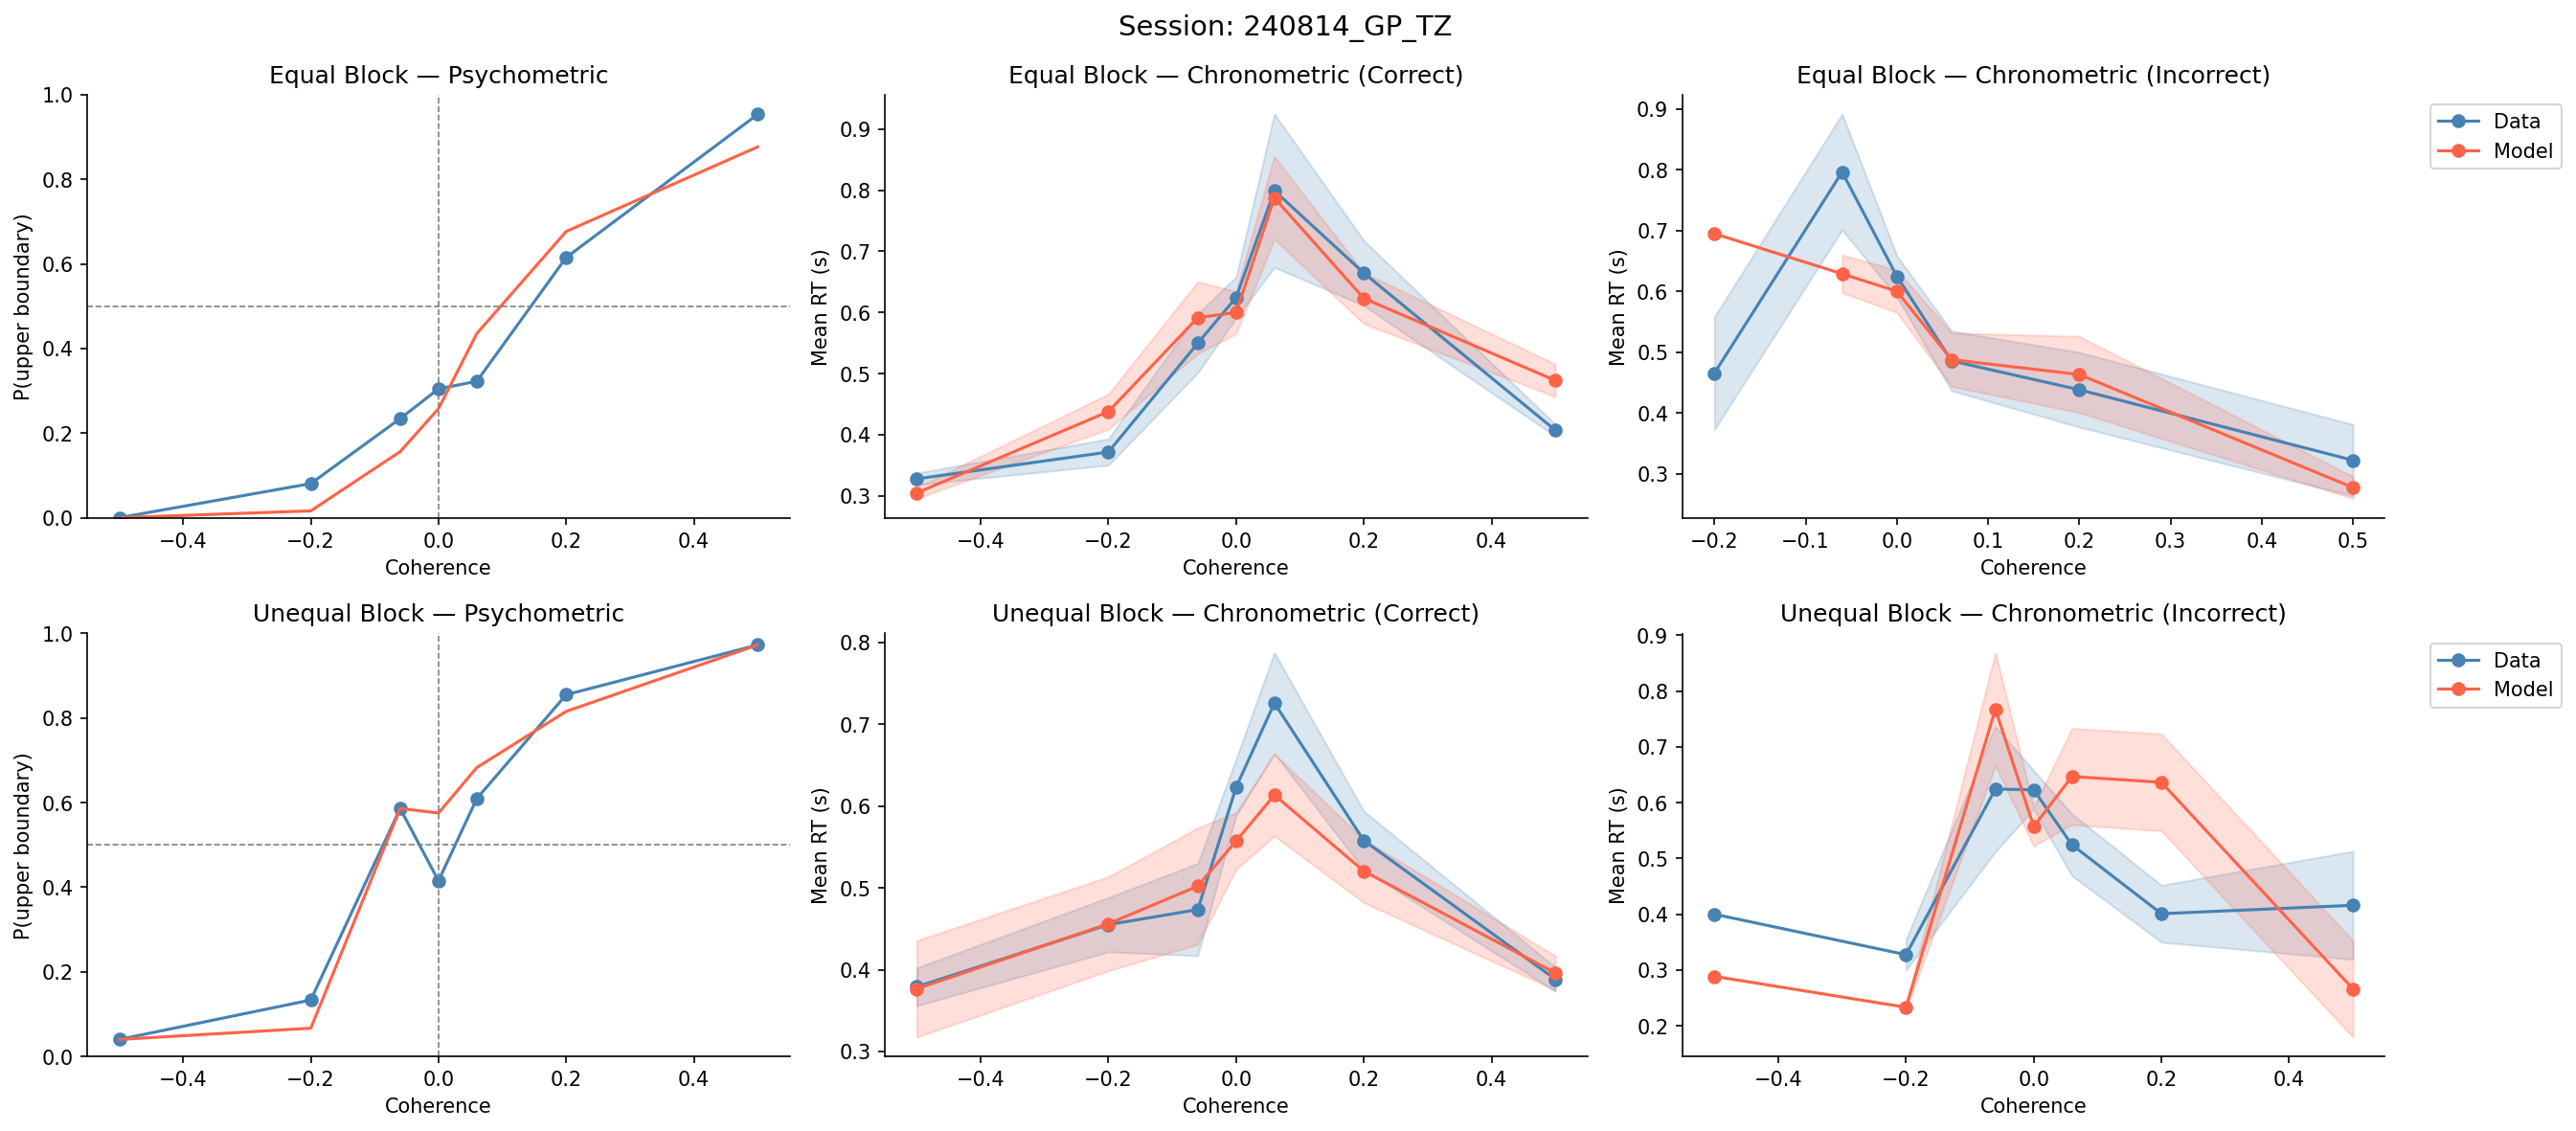 Session: 240814_GP_TZ
Equal Block — Psychometric
P(upper boundary)
1.0
0.8
0.6
0.4
0.2
0.0
−0.4 −0.2 0.0 0.2 0.4
Coherence
Equal Block — Chronometric (Correct)
Mean RT (s)
0.9
0.8
0.7
0.6
0.5
0.4
0.3
−0.4 −0.2 0.0 0.2 0.4
Coherence
Equal Block — Chronometric (Incorrect)
Mean RT (s)
0.9
0.8
0.7
0.6
0.5
0.4
0.3
−0.2 −0.1 0.0 0.1 0.2 0.3 0.4 0.5
Coherence
Data
Model
Unequal Block — Psychometric
P(upper boundary)
1.0
0.8
0.6
0.4
0.2
0.0
−0.4 −0.2 0.0 0.2 0.4
Coherence
Unequal Block — Chronometric (Correct)
Mean RT (s)
0.8
0.7
0.6
0.5
0.4
0.3
−0.4 −0.2 0.0 0.2 0.4
Coherence
Unequal Block — Chronometric (Incorrect)
Mean RT (s)
0.9
0.8
0.7
0.6
0.5
0.4
0.3
0.2
−0.4 −0.2 0.0 0.2 0.4
Coherence
Data
Model